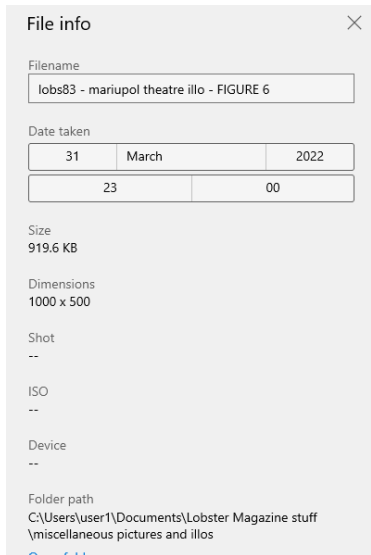 File info
Filename
lobs83 - mariupol theatre illo - FIGURE 6
Date taken
31 March 2022
23 00
Size
919.6 KB
Dimensions
1000 x 500
Shot
--
ISO
--
Device
--
Folder path
C:\Users\user1\Documents\Lobster Magazine stuff
\miscellaneous pictures and illos